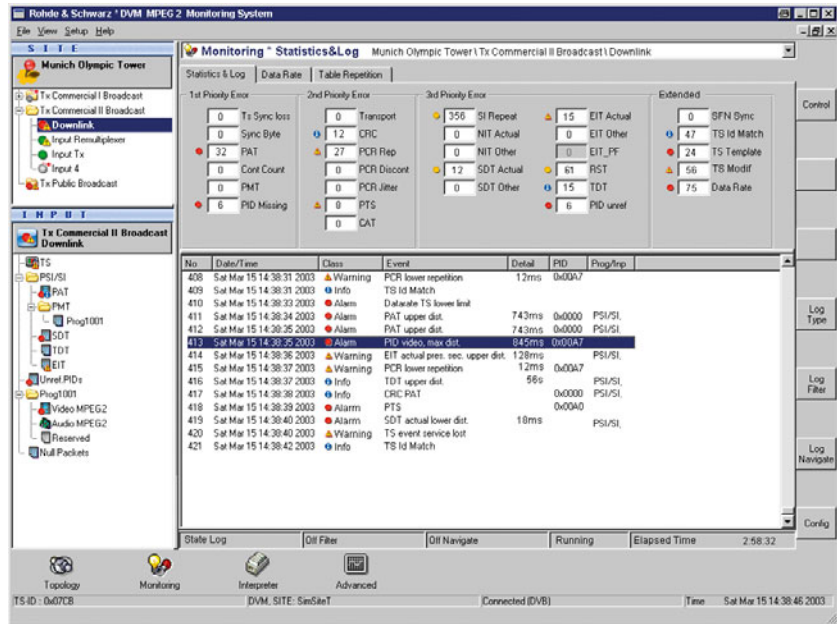 Rohde & Schwarz * DVM MPEG 2 Monitoring System
File View Setup Help
SITE
Munich Olympic Tower
Tx Commercial I Broadcast
Tx Commercial II Broadcast
Downlink
Input Remultiplexer
Input Tx
Input 4
Tx Public Broadcast
INPUT
Tx Commercial II Broadcast
Downlink
TS
PSI/SI
PAT
PMT
Prog1001
SDT
TDT
EIT
Unref.PIDs
Prog1001
Video MPEG2
Audio MPEG2
Reserved
Null Packets
Monitoring * Statistics&Log Munich Olympic Tower \ Tx Commercial II Broadcast \ Downlink
Statistics & Log Data Rate Table Repetition
1st Priority Error
0 Ts Sync loss
0 Sync Byte
32 PAT
0 Cont Count
0 PMT
6 PID Missing
2nd Priority Error
0 Transport
12 CRC
27 PCR Rep
0 PCR Discont
0 PCR Jitter
8 PTS
0 CAT
3rd Priority Error
356 SI Repeat
0 NIT Actual
0 NIT Other
12 SDT Actual
0 SDT Other
15 EIT Actual
0 EIT Other
0 EIT_PF
61 RST
15 TDT
6 PID unref
Extended
0 SFN Sync
47 TS Id Match
24 TS Template
56 TS Modif
75 Data Rate
No Date/Time Class Event Detail PID Prog/Inp
408 Sat Mar 15 14:38:31 2003 Warning PCR lower repetition 12ms 0x00A7
409 Sat Mar 15 14:38:31 2003 Info TS Id Match
410 Sat Mar 15 14:38:33 2003 Alarm Datarate TS lower limit
411 Sat Mar 15 14:38:34 2003 Alarm PAT upper dist. 743ms 0x0000 PSI/SI,
412 Sat Mar 15 14:38:35 2003 Alarm PAT upper dist. 743ms 0x0000 PSI/SI,
413 Sat Mar 15 14:38:35 2003 Alarm PID video, max dist. 845ms 0x00A7
414 Sat Mar 15 14:38:36 2003 Warning EIT actual pres. sec. upper dist. 128ms PSI/SI,
415 Sat Mar 15 14:38:37 2003 Warning PCR lower repetition 12ms 0x00A7
416 Sat Mar 15 14:38:37 2003 Info TDT upper dist. 56s PSI/SI,
417 Sat Mar 15 14:38:38 2003 Info CRC PAT 0x0000 PSI/SI,
418 Sat Mar 15 14:38:39 2003 Alarm PTS 0x00A0
419 Sat Mar 15 14:38:40 2003 Alarm SDT actual lower dist. 18ms PSI/SI,
420 Sat Mar 15 14:38:40 2003 Warning TS event service lost
421 Sat Mar 15 14:38:42 2003 Info TS Id Match
State Log Off Filter Off Navigate Running Elapsed Time 2:58:32
Control
Log Type
Log Filter
Log Navigate
Config
Topology Monitoring Interpreter Advanced
TS-ID : 0x07CB DVM, SITE: SimSiteT Connected (DVB) Time Sat Mar 15 14:38:46 2003